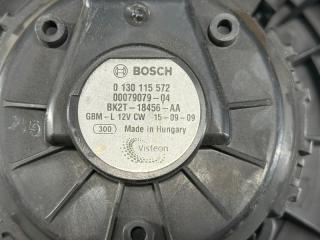 BOSCH
0 130 115 572
00079079-04
BK2T-18456-AA
GBM-L 12V CW 15-09-09
300 Made in Hungary
Visteon